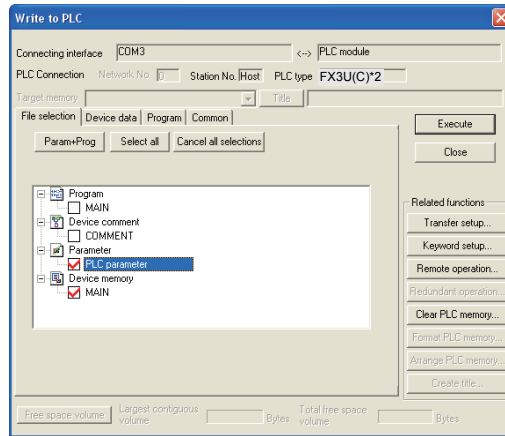 Write to PLC
Connecting interface COM3 <--> PLC module
PLC Connection Network No. 0 Station No. Host PLC type FX3U(C)*2
Target memory Title
File selection Device data Program Common
Param+Prog Select all Cancel all selections
Execute
Close
Program
MAIN
Device comment
COMMENT
Parameter
PLC parameter
Device memory
MAIN
Related functions
Transfer setup...
Keyword setup...
Remote operation...
Redundant operation...
Clear PLC memory...
Format PLC memory...
Arrange PLC memory...
Create title...
Free space volume Largest contiguous volume Bytes Total free space volume Bytes